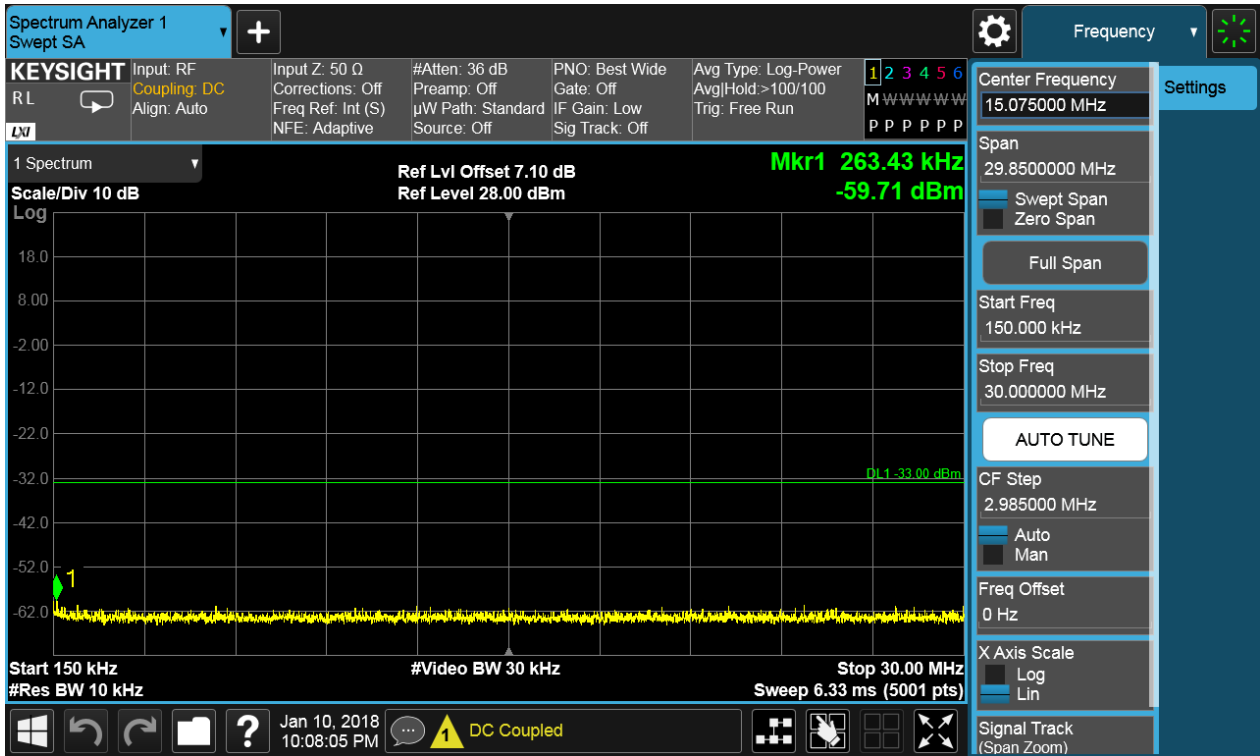 Spectrum Analyzer 1
Swept SA
+
Frequency
KEYSIGHT
R L
LXI
Input: RF
Coupling: DC
Align: Auto
Input Z: 50 Ω
Corrections: Off
Freq Ref: Int (S)
NFE: Adaptive
#Atten: 36 dB
Preamp: Off
µW Path: Standard
Source: Off
PNO: Best Wide
Gate: Off
IF Gain: Low
Sig Track: Off
Avg Type: Log-Power
Avg|Hold:>100/100
Trig: Free Run
1 2 3 4 5 6
M W W W W W
P P P P P P
1 Spectrum
Scale/Div 10 dB
Log
Ref Lvl Offset 7.10 dB
Ref Level 28.00 dBm
Mkr1 263.43 kHz
-59.71 dBm
18.0
8.00
-2.00
-12.0
-22.0
-32.0
-42.0
-52.0
-62.0
DL1 -33.00 dBm
1
Start 150 kHz
#Res BW 10 kHz
#Video BW 30 kHz
Stop 30.00 MHz
Sweep 6.33 ms (5001 pts)
Center Frequency
15.075000 MHz
Span
29.8500000 MHz
Swept Span
Zero Span
Full Span
Start Freq
150.000 kHz
Stop Freq
30.000000 MHz
AUTO TUNE
CF Step
2.985000 MHz
Auto
Man
Freq Offset
0 Hz
X Axis Scale
Log
Lin
Signal Track
(Span Zoom)
Settings
?
Jan 10, 2018
10:08:05 PM
1
DC Coupled